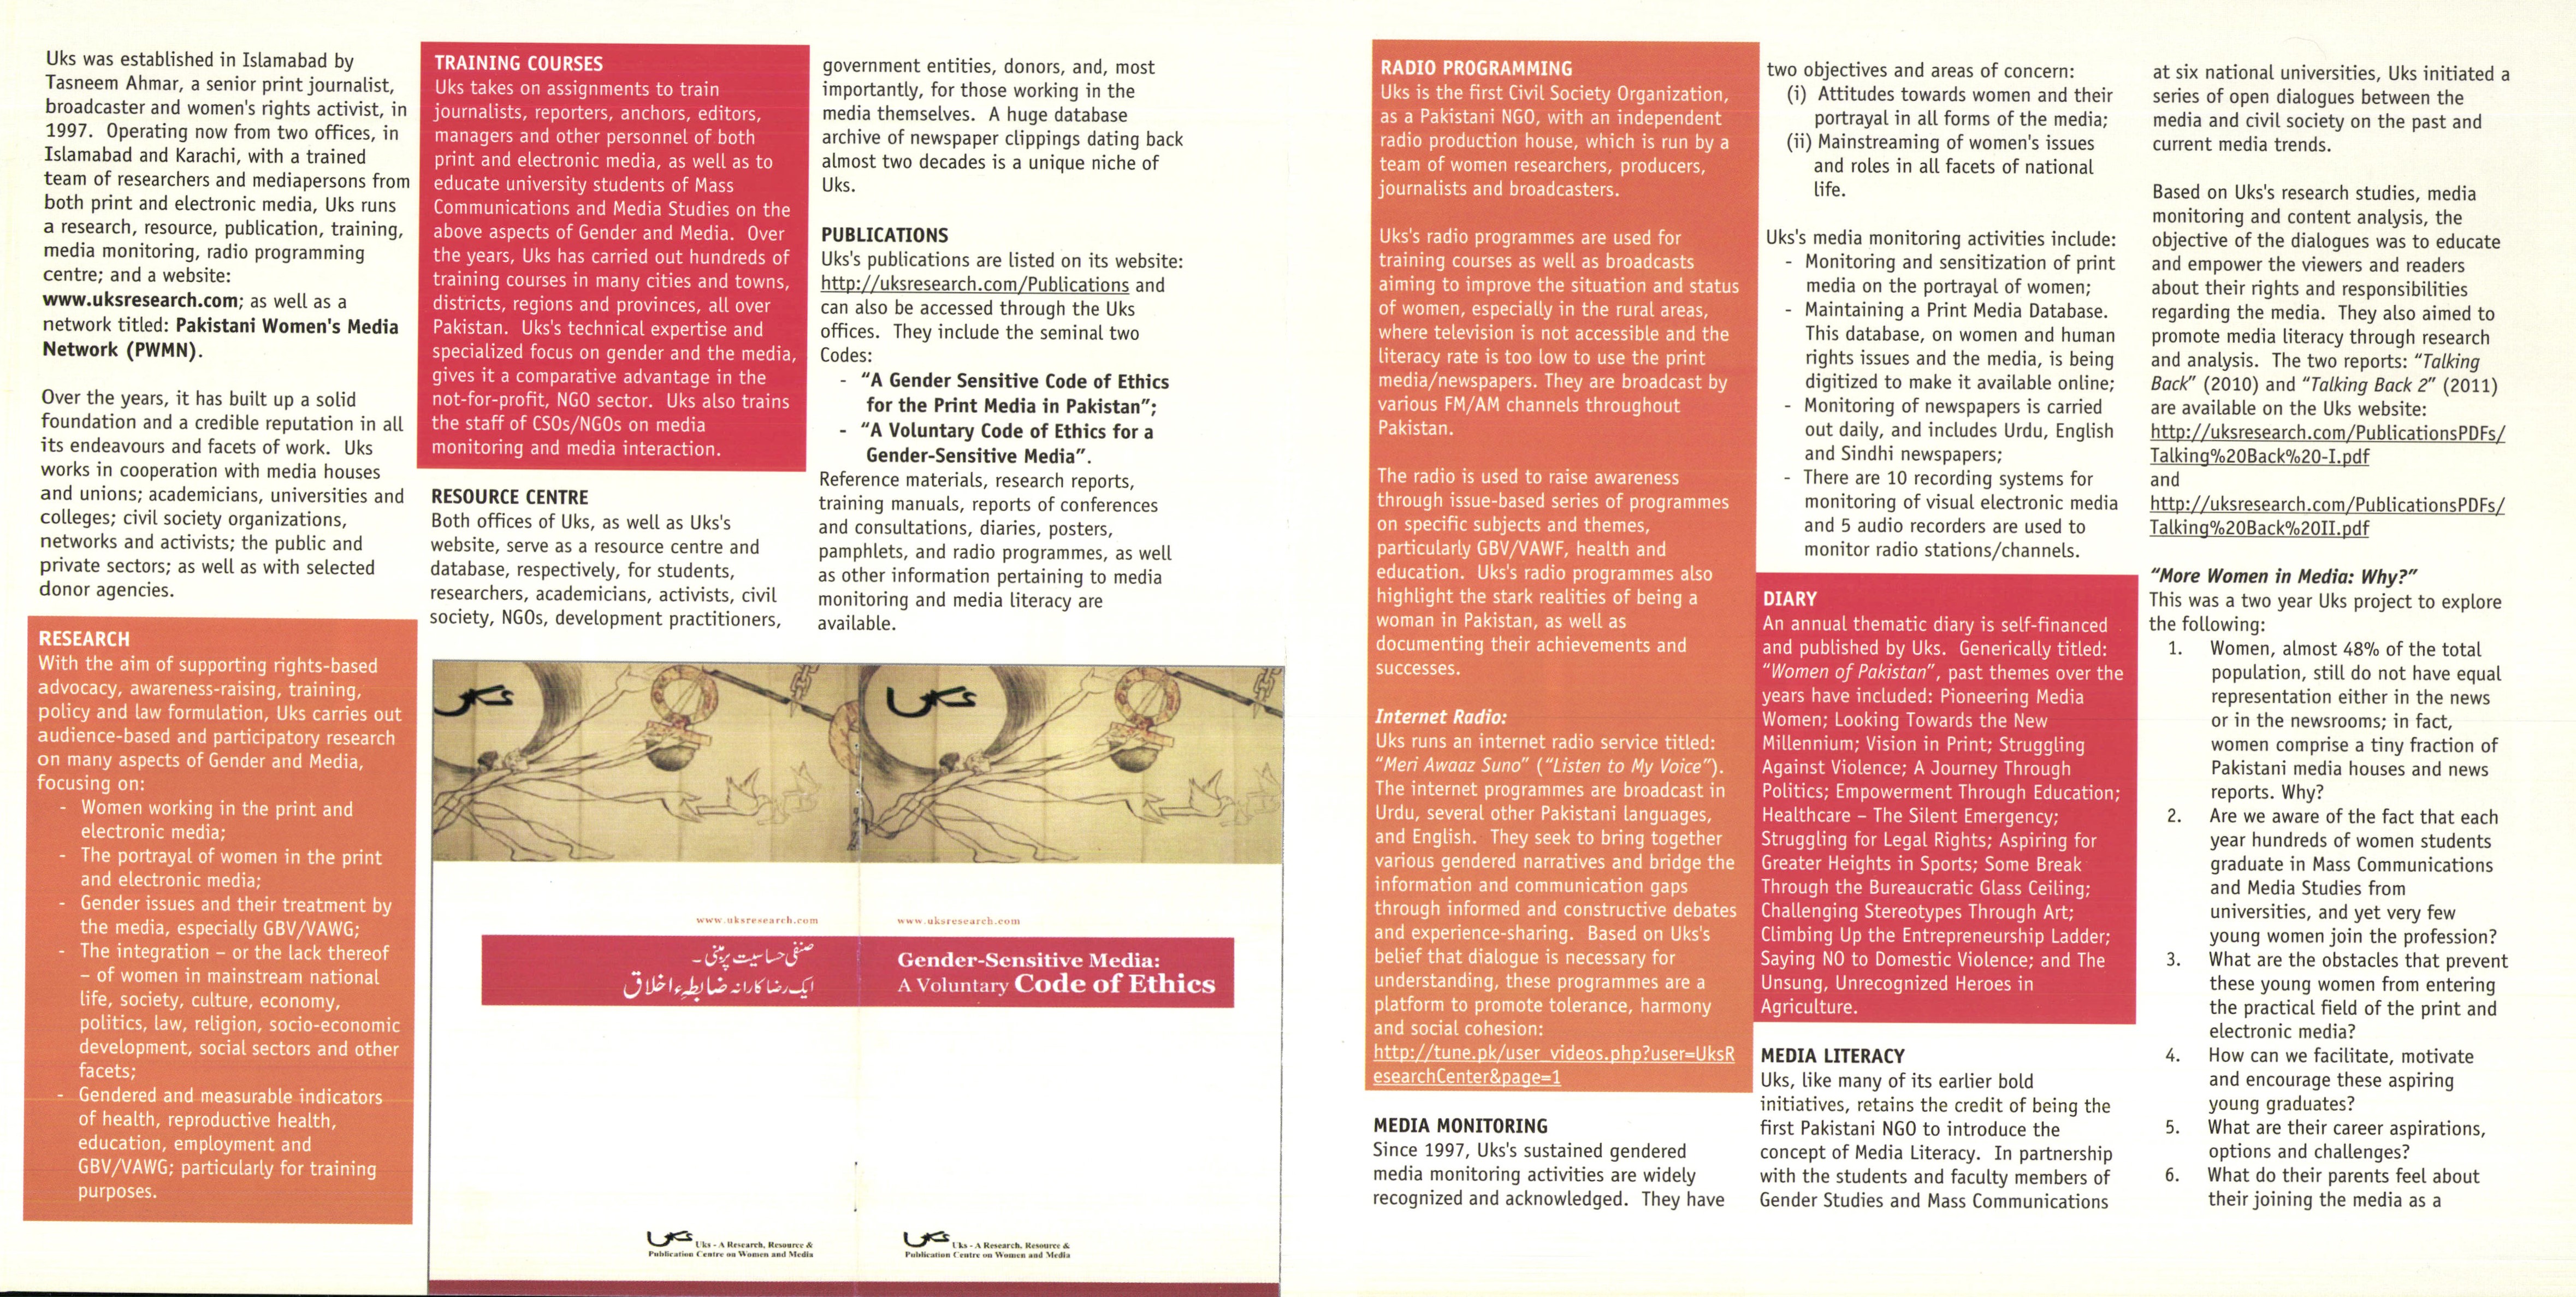 Uks was established in Islamabad by
Tasneem Ahmar, a senior print journalist,
broadcaster and women's rights activist, in
1997. Operating now from two offices, in
Islamabad and Karachi, with a trained
team of researchers and mediapersons from
both print and electronic media, Uks runs
a research, resource, publication, training,
media monitoring, radio programming
centre; and a website:
www.uksresearch.com; as well as a
network titled: Pakistani Women's Media
Network (PWMN).
Over the years, it has built up a solid
foundation and a credible reputation in all
its endeavours and facets of work. Uks
works in cooperation with media houses
and unions; academicians, universities and
colleges; civil society organizations,
networks and activists; the public and
private sectors; as well as with selected
donor agencies.
RESEARCH
With the aim of supporting rights-based
advocacy, awareness-raising, training,
policy and law formulation, Uks carries out
audience-based and participatory research
on many aspects of Gender and Media,
focusing on:
- Women working in the print and
electronic media;
- The portrayal of women in the print
and electronic media;
- Gender issues and their treatment by
the media, especially GBV/VAWG;
- The integration – or the lack thereof
– of women in mainstream national
life, society, culture, economy,
politics, law, religion, socio-economic
development, social sectors and other
facets;
- Gendered and measurable indicators
of health, reproductive health,
education, employment and
GBV/VAWG; particularly for training
purposes.
TRAINING COURSES
Uks takes on assignments to train
journalists, reporters, anchors, editors,
managers and other personnel of both
print and electronic media, as well as to
educate university students of Mass
Communications and Media Studies on the
above aspects of Gender and Media. Over
the years, Uks has carried out hundreds of
training courses in many cities and towns,
districts, regions and provinces, all over
Pakistan. Uks's technical expertise and
specialized focus on gender and the media,
gives it a comparative advantage in the
not-for-profit, NGO sector. Uks also trains
the staff of CSOs/NGOs on media
monitoring and media interaction.
RESOURCE CENTRE
Both offices of Uks, as well as Uks's
website, serve as a resource centre and
database, respectively, for students,
researchers, academicians, activists, civil
society, NGOs, development practitioners,
government entities, donors, and, most
importantly, for those working in the
media themselves. A huge database
archive of newspaper clippings dating back
almost two decades is a unique niche of
Uks.
PUBLICATIONS
Uks's publications are listed on its website:
http://uksresearch.com/Publications and
can also be accessed through the Uks
offices. They include the seminal two
Codes:
- “A Gender Sensitive Code of Ethics
for the Print Media in Pakistan”;
- “A Voluntary Code of Ethics for a
Gender-Sensitive Media”.
Reference materials, research reports,
training manuals, reports of conferences
and consultations, diaries, posters,
pamphlets, and radio programmes, as well
as other information pertaining to media
monitoring and media literacy are
available.
Uks
Uks
www.uksresearch.com
www.uksresearch.com
صنفی حساسیت پر مبنی -
ایک رضا کارانہ ضابطہء اخلاق
Gender-Sensitive Media:
A Voluntary Code of Ethics
Uks Uks - A Research, Resource &
Publication Centre on Women and Media
Uks Uks - A Research, Resource &
Publication Centre on Women and Media
RADIO PROGRAMMING
Uks is the first Civil Society Organization,
as a Pakistani NGO, with an independent
radio production house, which is run by a
team of women researchers, producers,
journalists and broadcasters.
Uks's radio programmes are used for
training courses as well as broadcasts
aiming to improve the situation and status
of women, especially in the rural areas,
where television is not accessible and the
literacy rate is too low to use the print
media/newspapers. They are broadcast by
various FM/AM channels throughout
Pakistan.
The radio is used to raise awareness
through issue-based series of programmes
on specific subjects and themes,
particularly GBV/VAWF, health and
education. Uks's radio programmes also
highlight the stark realities of being a
woman in Pakistan, as well as
documenting their achievements and
successes.
Internet Radio:
Uks runs an internet radio service titled:
“Meri Awaaz Suno” (“Listen to My Voice”).
The internet programmes are broadcast in
Urdu, several other Pakistani languages,
and English. They seek to bring together
various gendered narratives and bridge the
information and communication gaps
through informed and constructive debates
and experience-sharing. Based on Uks's
belief that dialogue is necessary for
understanding, these programmes are a
platform to promote tolerance, harmony
and social cohesion:
http://tune.pk/user_videos.php?user=UksR
esearchCenter&page=1
MEDIA MONITORING
Since 1997, Uks's sustained gendered
media monitoring activities are widely
recognized and acknowledged. They have
two objectives and areas of concern:
(i) Attitudes towards women and their
portrayal in all forms of the media;
(ii) Mainstreaming of women's issues
and roles in all facets of national
life.
Uks's media monitoring activities include:
- Monitoring and sensitization of print
media on the portrayal of women;
- Maintaining a Print Media Database.
This database, on women and human
rights issues and the media, is being
digitized to make it available online;
- Monitoring of newspapers is carried
out daily, and includes Urdu, English
and Sindhi newspapers;
- There are 10 recording systems for
monitoring of visual electronic media
and 5 audio recorders are used to
monitor radio stations/channels.
DIARY
An annual thematic diary is self-financed
and published by Uks. Generically titled:
“Women of Pakistan”, past themes over the
years have included: Pioneering Media
Women; Looking Towards the New
Millennium; Vision in Print; Struggling
Against Violence; A Journey Through
Politics; Empowerment Through Education;
Healthcare – The Silent Emergency;
Struggling for Legal Rights; Aspiring for
Greater Heights in Sports; Some Break
Through the Bureaucratic Glass Ceiling;
Challenging Stereotypes Through Art;
Climbing Up the Entrepreneurship Ladder;
Saying NO to Domestic Violence; and The
Unsung, Unrecognized Heroes in
Agriculture.
MEDIA LITERACY
Uks, like many of its earlier bold
initiatives, retains the credit of being the
first Pakistani NGO to introduce the
concept of Media Literacy. In partnership
with the students and faculty members of
Gender Studies and Mass Communications
at six national universities, Uks initiated a
series of open dialogues between the
media and civil society on the past and
current media trends.
Based on Uks's research studies, media
monitoring and content analysis, the
objective of the dialogues was to educate
and empower the viewers and readers
about their rights and responsibilities
regarding the media. They also aimed to
promote media literacy through research
and analysis. The two reports: “Talking
Back” (2010) and “Talking Back 2” (2011)
are available on the Uks website:
http://uksresearch.com/PublicationsPDFs/
Talking%20Back%20-I.pdf
and
http://uksresearch.com/PublicationsPDFs/
Talking%20Back%20II.pdf
“More Women in Media: Why?”
This was a two year Uks project to explore
the following:
1. Women, almost 48% of the total
population, still do not have equal
representation either in the news
or in the newsrooms; in fact,
women comprise a tiny fraction of
Pakistani media houses and news
reports. Why?
2. Are we aware of the fact that each
year hundreds of women students
graduate in Mass Communications
and Media Studies from
universities, and yet very few
young women join the profession?
3. What are the obstacles that prevent
these young women from entering
the practical field of the print and
electronic media?
4. How can we facilitate, motivate
and encourage these aspiring
young graduates?
5. What are their career aspirations,
options and challenges?
6. What do their parents feel about
their joining the media as a